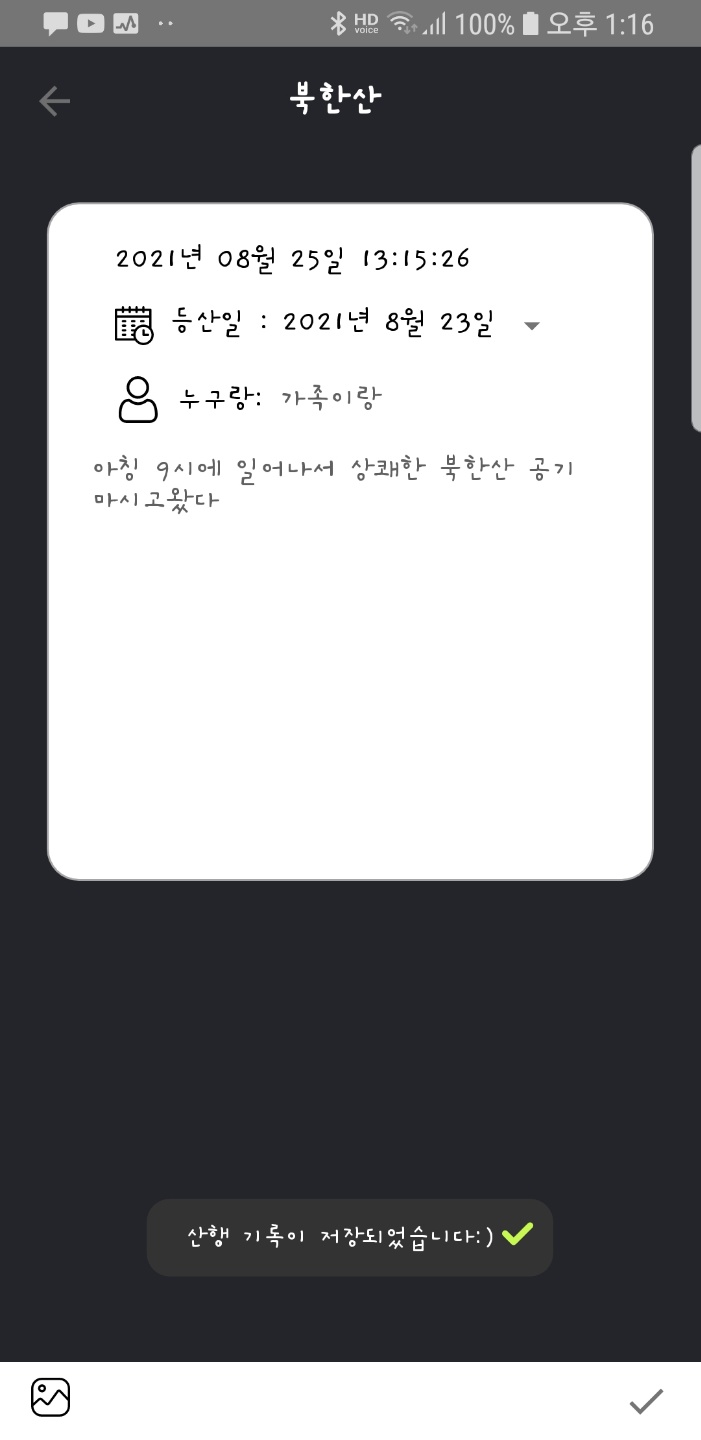 HD voice 100% 오후 1:16
북한산
2021년 08월 25일 13:15:26
등산일 : 2021년 8월 23일
누구랑: 가족이랑
아침 9시에 일어나서 상쾌한 북한산 공기
마시고왔다
산행 기록이 저장되었습니다:)